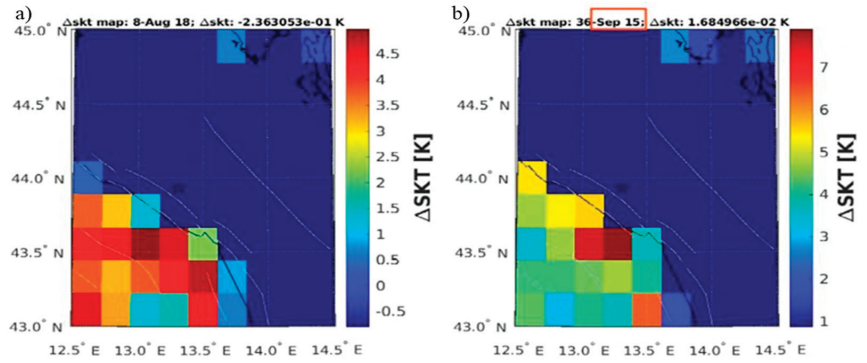 a)
Δskt map: 8-Aug 18; Δskt: -2.363053e-01 K
45.0° N
44.5° N
44.0° N
43.5° N
43.0° N
12.5° E 13.0° E 13.5° E 14.0° E 14.5° E
4.5
4
3.5
3
2.5
2
1.5
1
0.5
0
-0.5
ΔSKT [K]
b)
Δskt map: 36-Sep 15; Δskt: 1.684966e-02 K
45.0° N
44.5° N
44.0° N
43.5° N
43.0° N
12.5° E 13.0° E 13.5° E 14.0° E 14.5° E
7
6
5
4
3
2
1
ΔSKT [K]